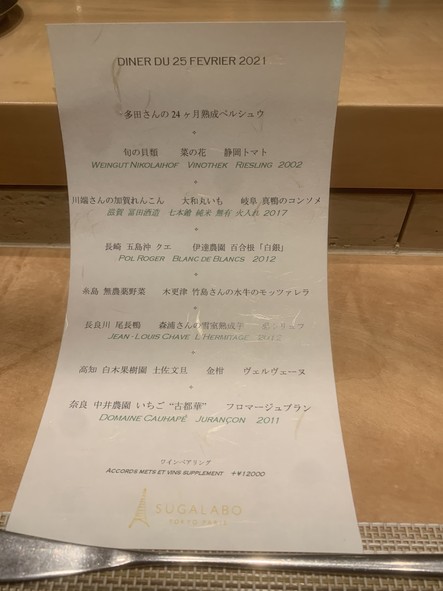 DINER DU 25 FEVRIER 2021
多田さんの24ヶ月熟成ペルシュウ
+
旬の貝類 菜の花 静岡トマト
WEINGUT NIKOLAIHOF VINOTHEK RIESLING 2002
+
川端さんの加賀れんこん 大和丸いも 岐阜 真鴨のコンソメ
滋賀 冨田酒造 七本鎗 純米 無有 火入れ 2017
+
長崎 五島沖 クエ 伊達農園 百合根「白銀」
POL ROGER BLANC DE BLANCS 2012
+
糸島 無農薬野菜 木更津 竹島さんの水牛のモッツァレラ
+
長良川 尾長鴨 森浦さんの雪室熟成芋
JEAN-LOUIS CHAVE L'HERMITAGE
+
高知 白木果樹園 土佐文旦 金柑 ヴェルヴェーヌ
+
奈良 中井農園 いちご "古都華" フロマージュブラン
DOMAINE CAUHAPÉ JURANÇON 2011
ワインペアリング
ACCORDS METS ET VINS SUPPLEMENT +¥12000
SUGALABO
TOKYO PARIS